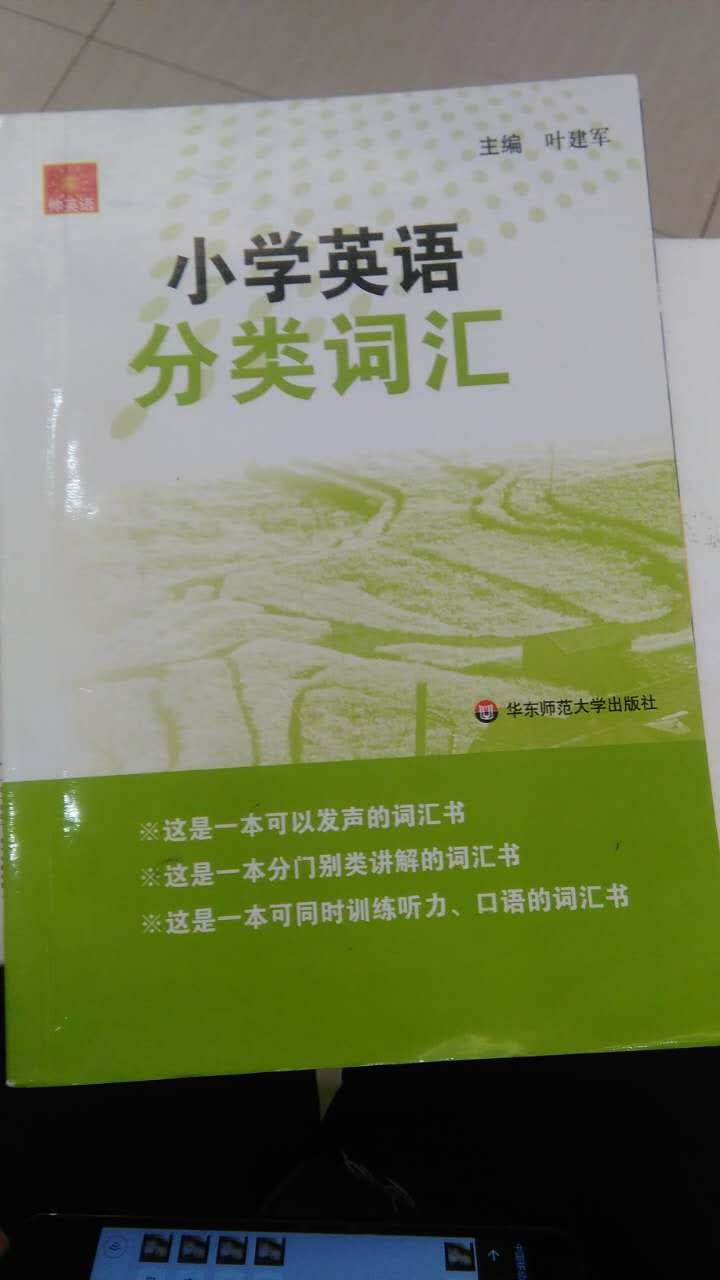 主编 叶建军
小学英语
分类词汇
华东师范大学出版社
※这是一本可以发声的词汇书
※这是一本分门别类讲解的词汇书
※这是一本可同时训练听力、口语的词汇书